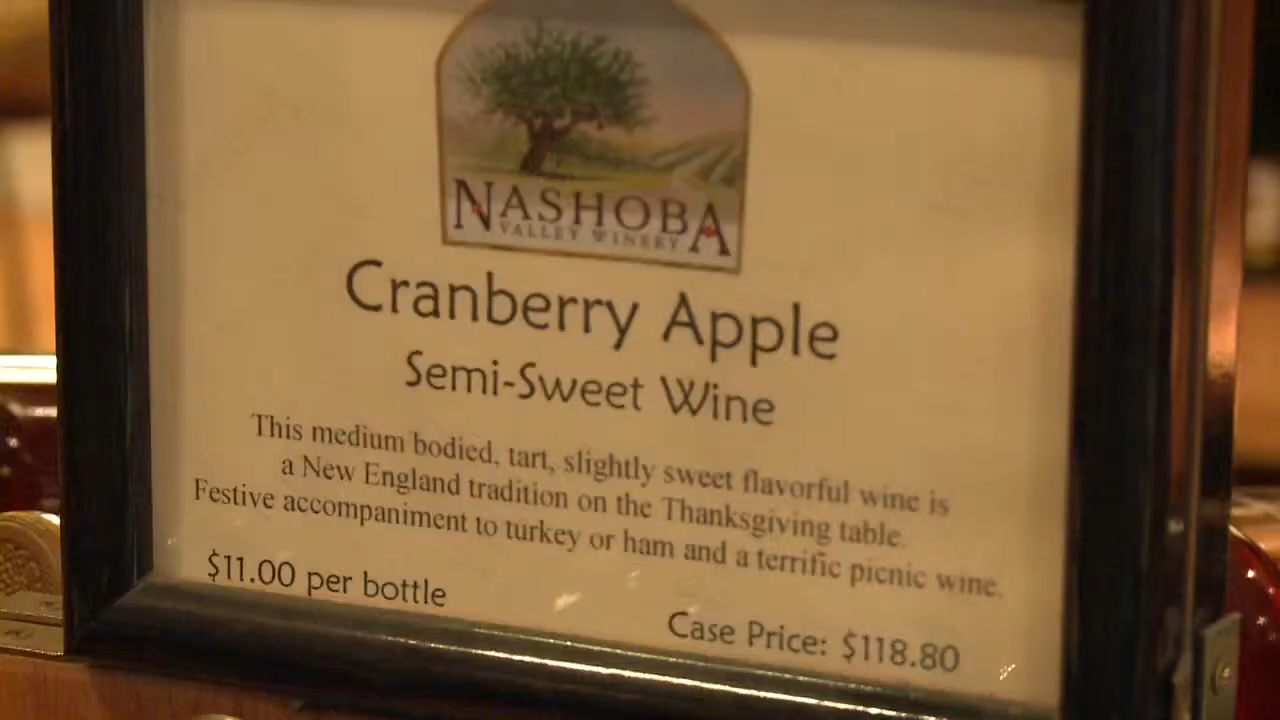 NASHOBA
VALLEY WINERY
Cranberry Apple
Semi-Sweet Wine
This medium bodied, tart, slightly sweet flavorful wine is
a New England tradition on the Thanksgiving table.
Festive accompaniment to turkey or ham and a terrific picnic wine.
$11.00 per bottle
Case Price: $118.80